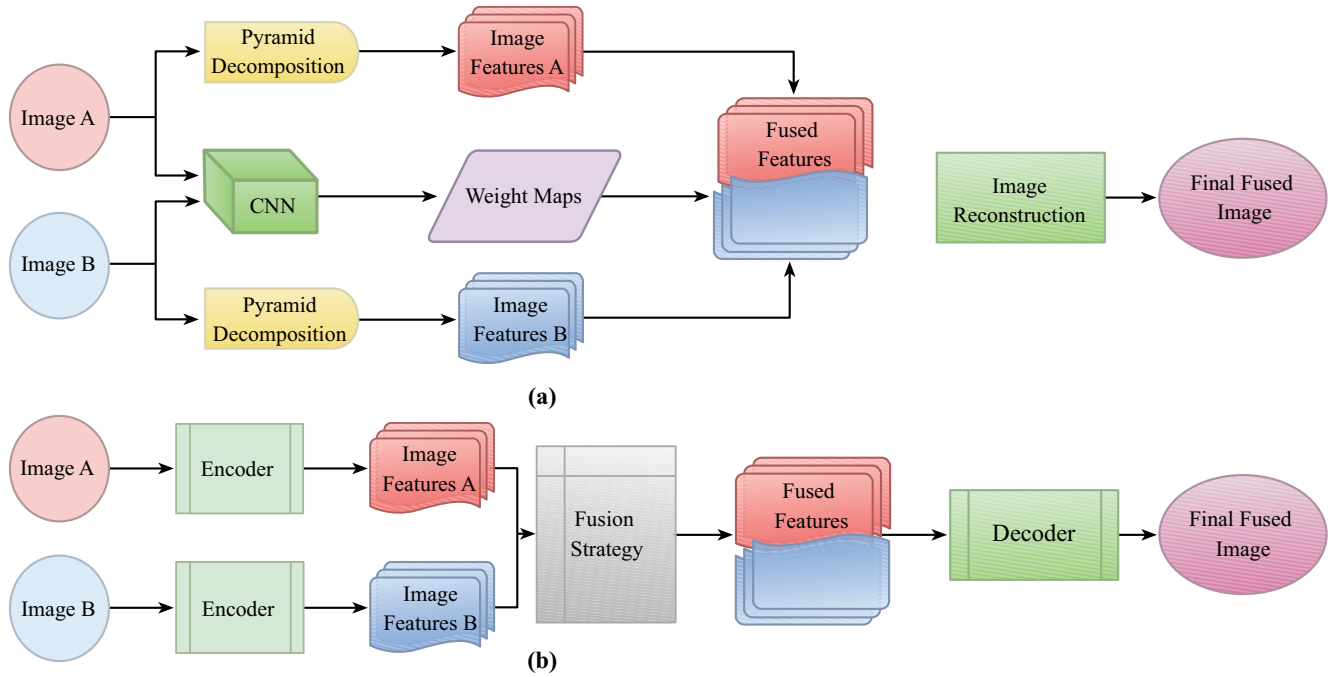 Pyramid
Decomposition
Image
Features A
Image A
Fused
Features
CNN
Weight Maps
Image
Reconstruction
Final Fused
Image
Image B
Pyramid
Decomposition
Image
Features B
(a)
Image A
Encoder
Image
Features A
Fusion
Strategy
Fused
Features
Decoder
Final Fused
Image
Image B
Encoder
Image
Features B
(b)